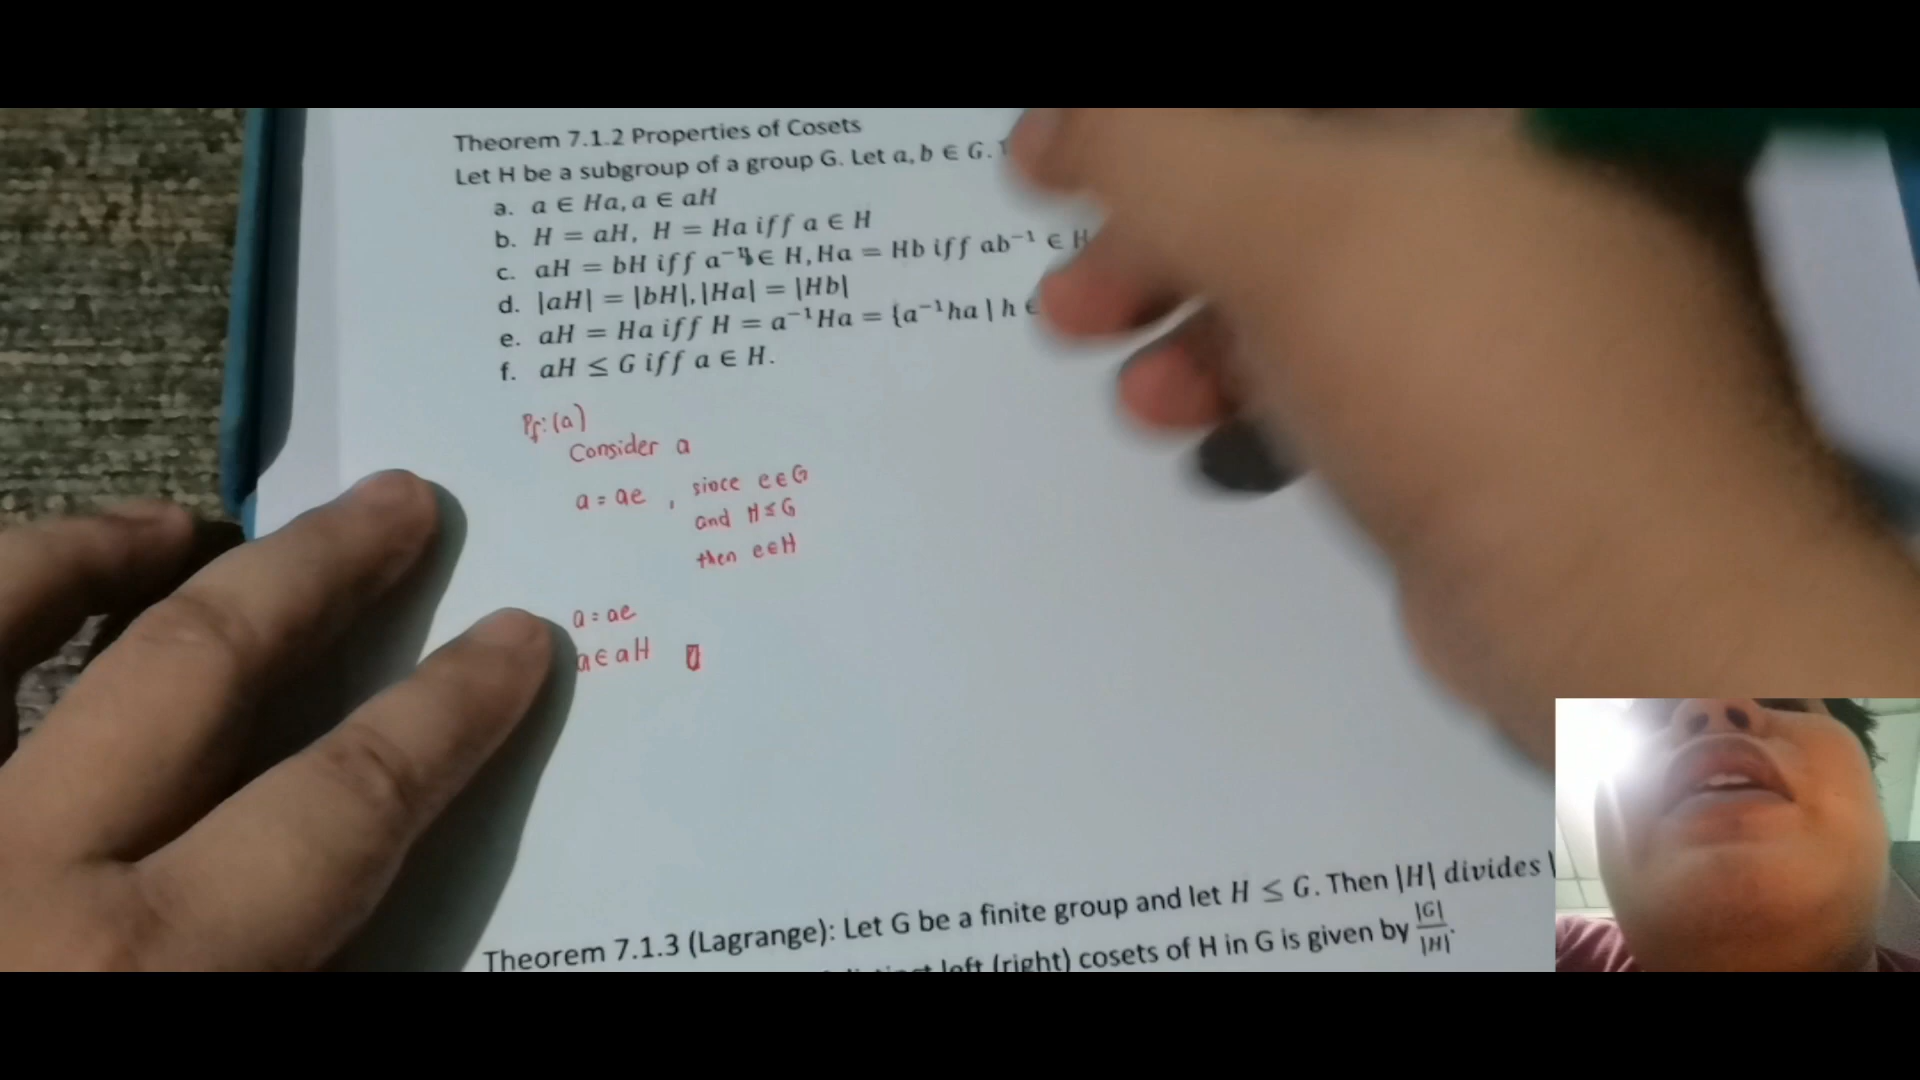 Theorem 7.1.2 Properties of Cosets
Let H be a subgroup of a group G. Let a, b ∈ G.
a. a ∈ Ha, a ∈ aH
b. H = aH, H = Ha iff a ∈ H
c. aH = bH iff a⁻¹b ∈ H, Ha = Hb iff ab⁻¹ ∈ H
d. |aH| = |bH|, |Ha| = |Hb|
e. aH = Ha iff H = a⁻¹Ha = {a⁻¹ha | h ∈
f. aH ≤ G iff a ∈ H.
Pf: (a)
Consider a
a = ae , since e∈G
and H≤G
then e∈H
a = ae
a∈aH
Theorem 7.1.3 (Lagrange): Let G be a finite group and let H ≤ G. Then |H| divides |
left (right) cosets of H in G is given by |G|/|H|.